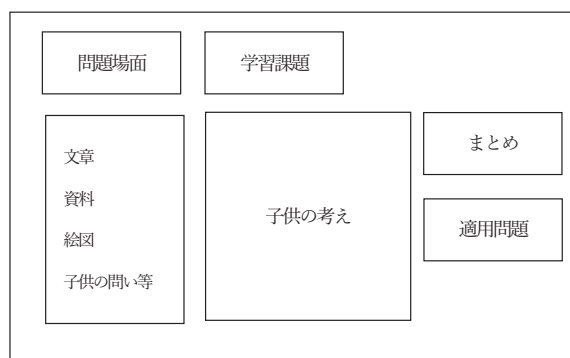 問題場面
学習課題
文章
資料
絵図
子供の問い等
子供の考え
まとめ
適用問題